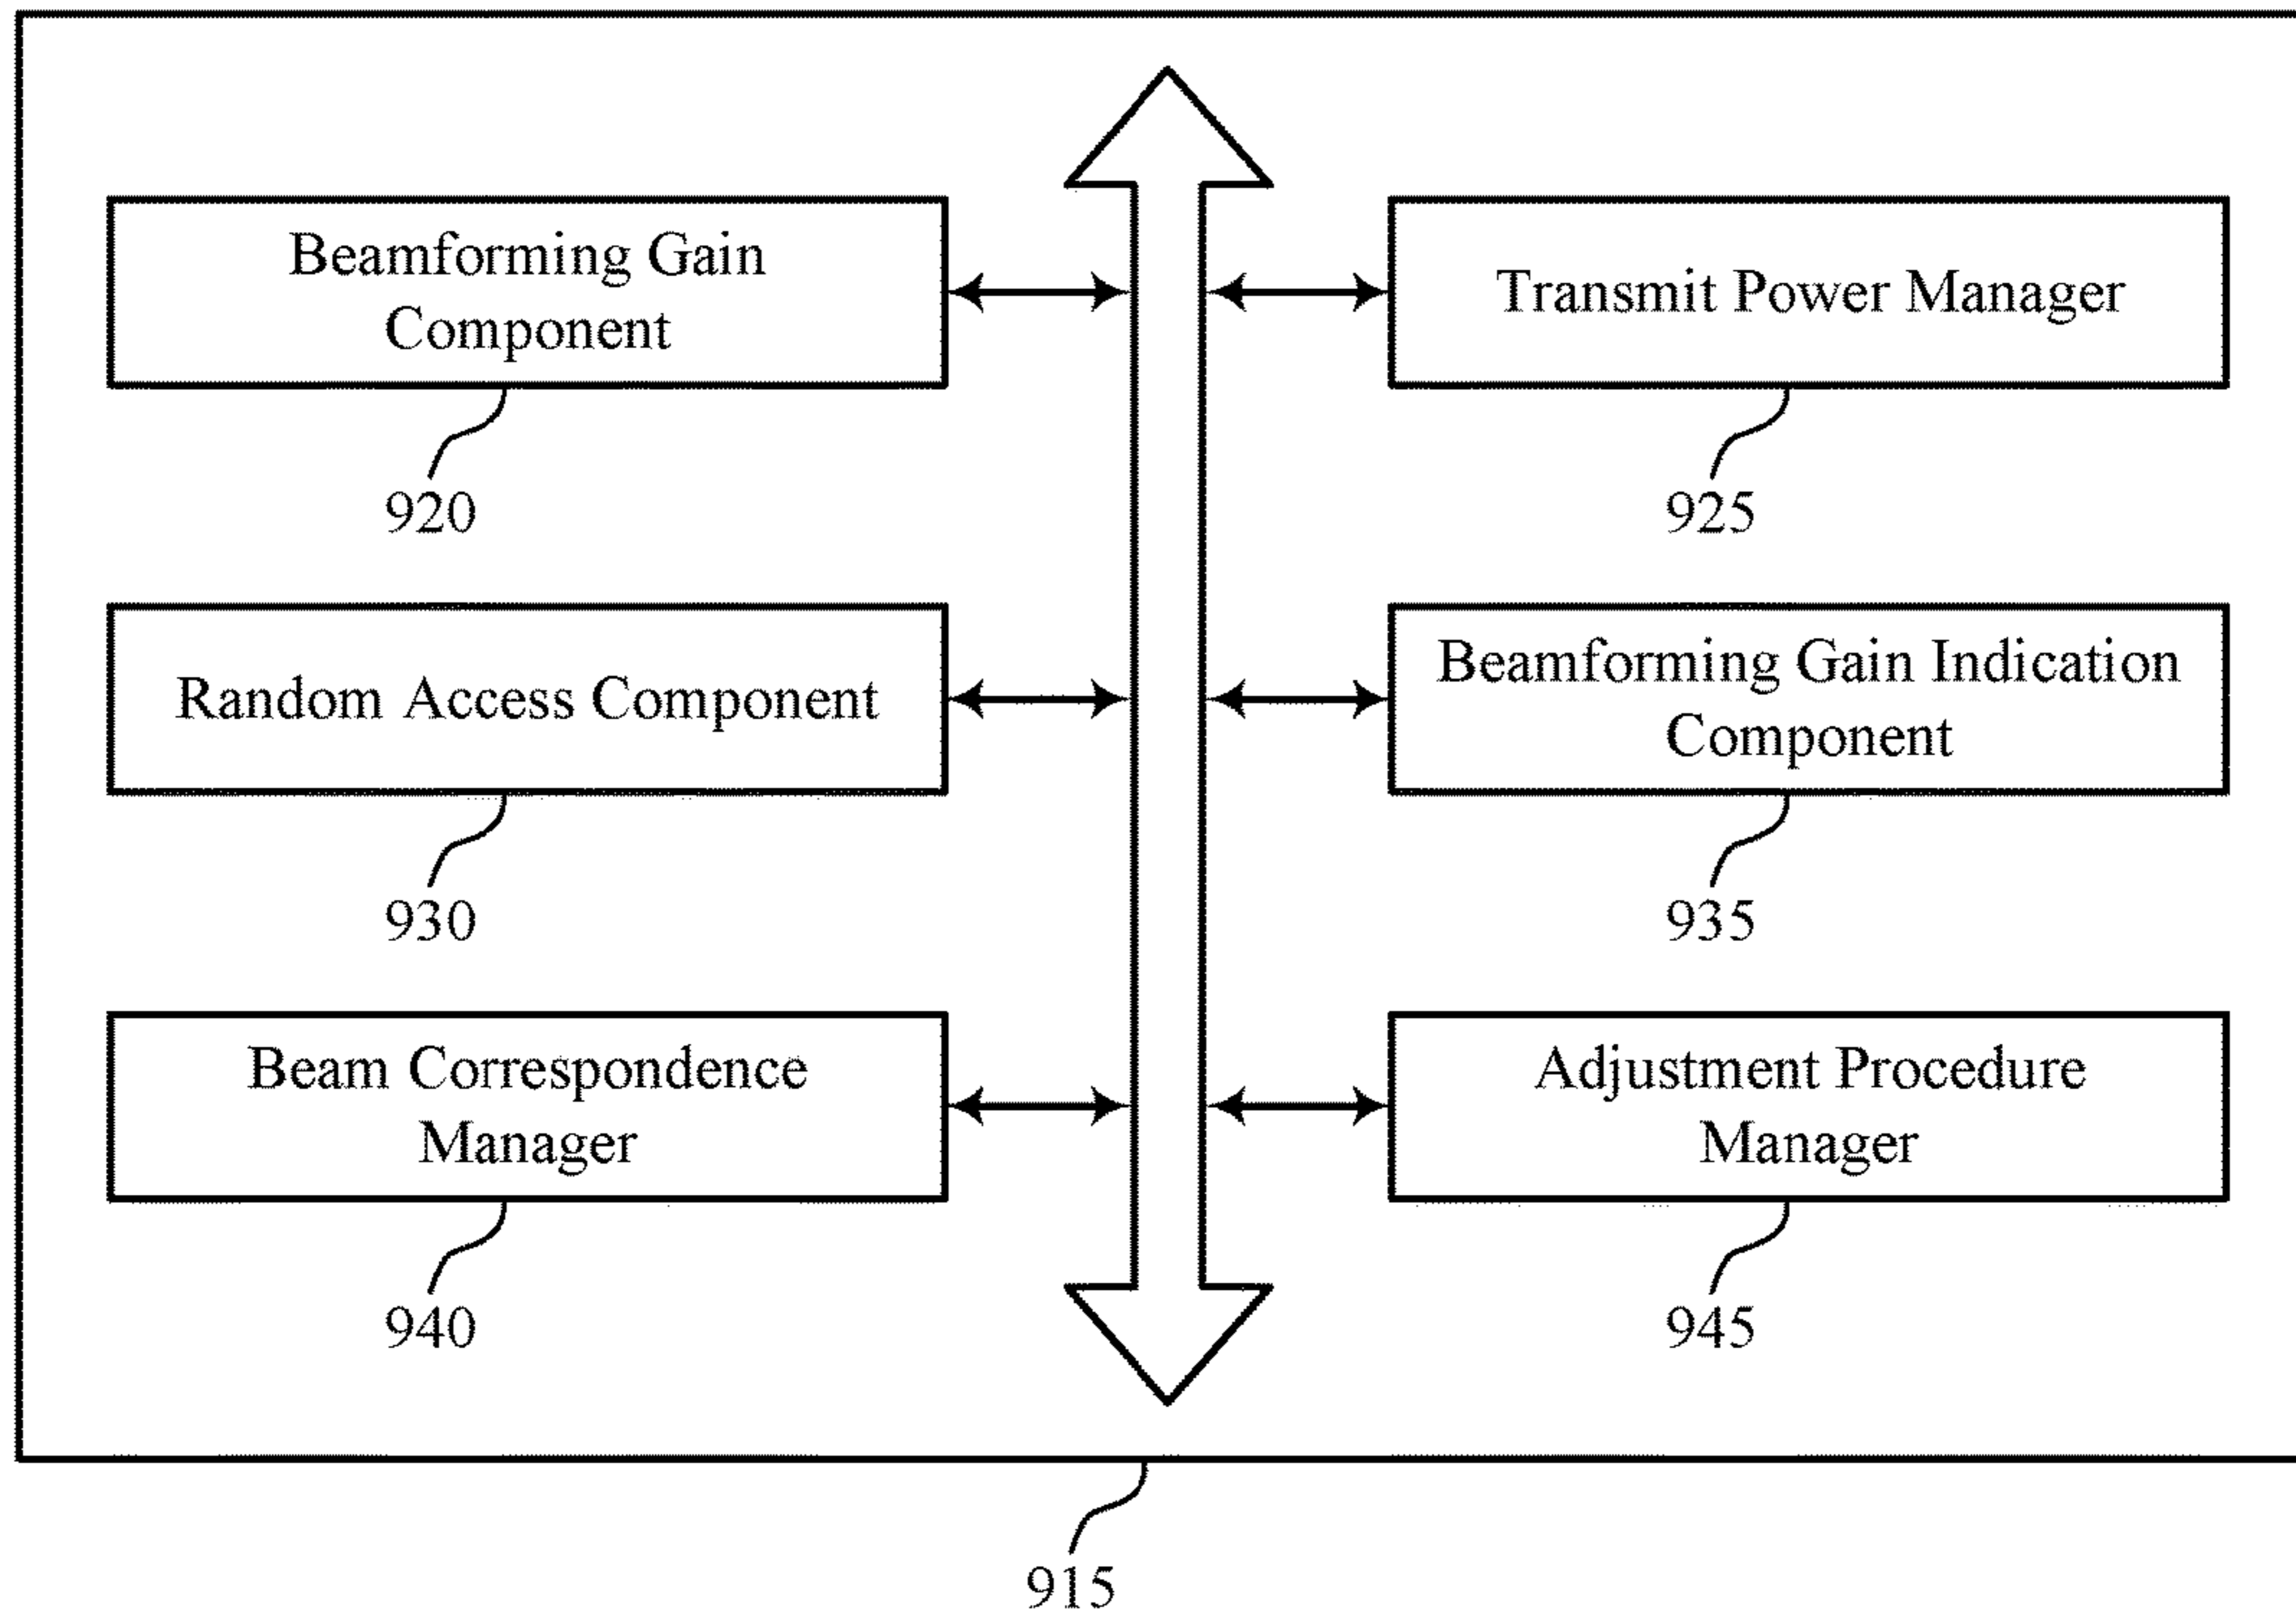 Beamforming Gain
Component
920
Transmit Power Manager
925
Random Access Component
930
Beamforming Gain Indication
Component
935
Beam Correspondence
Manager
940
Adjustment Procedure
Manager
945
915